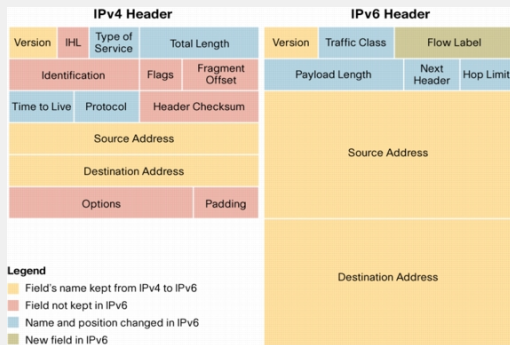 IPv4 Header
IPv6 Header
Version
IHL
Type of
Service
Total Length
Identification
Flags
Fragment
Offset
Time to Live
Protocol
Header Checksum
Source Address
Destination Address
Options
Padding
Version
Traffic Class
Flow Label
Payload Length
Next
Header
Hop Limit
Source Address
Destination Address
Legend
Field's name kept from IPv4 to IPv6
Field not kept in IPv6
Name and position changed in IPv6
New field in IPv6